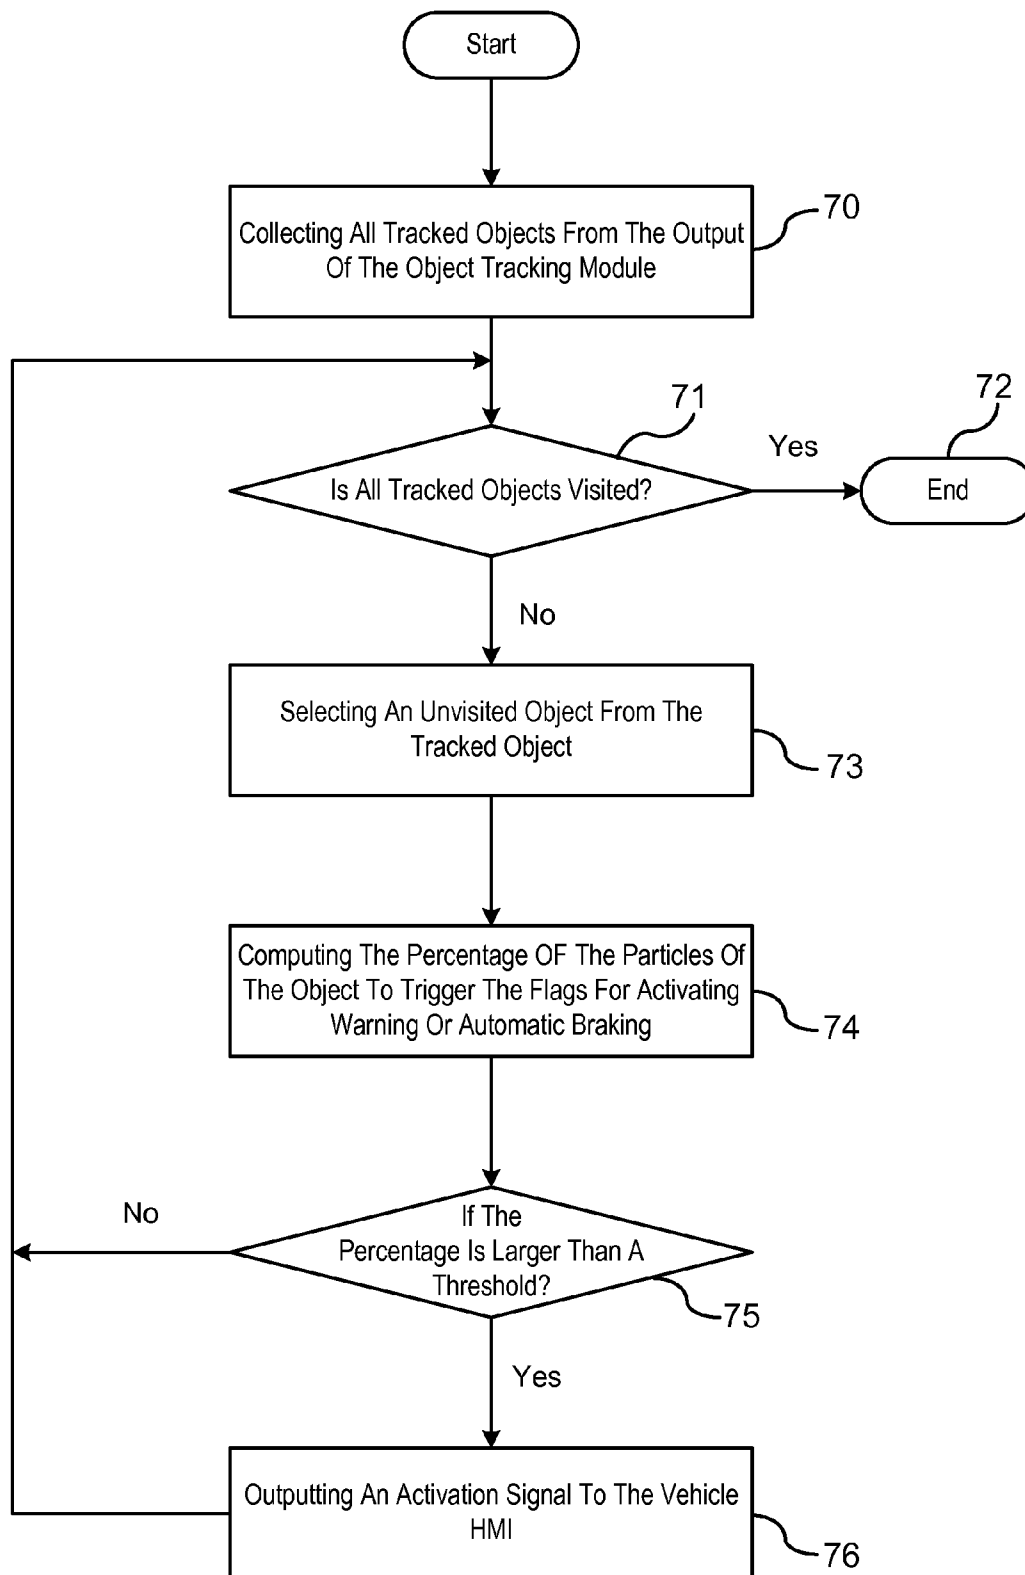 Start
Collecting All Tracked Objects From The Output
Of The Object Tracking Module
70
71
Is All Tracked Objects Visited?
Yes
72
End
No
Selecting An Unvisited Object From The
Tracked Object
73
Computing The Percentage OF The Particles Of
The Object To Trigger The Flags For Activating
Warning Or Automatic Braking
74
If The
Percentage Is Larger Than A
Threshold?
75
No
Yes
Outputting An Activation Signal To The Vehicle
HMI
76